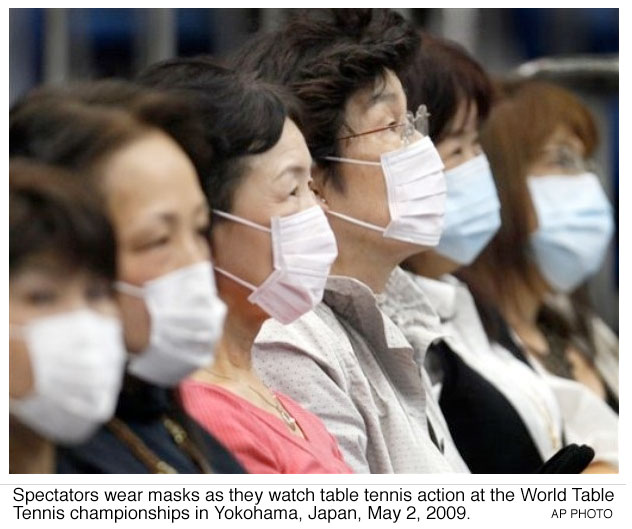 Spectators wear masks as they watch table tennis action at the World Table
Tennis championships in Yokohama, Japan, May 2, 2009. AP PHOTO